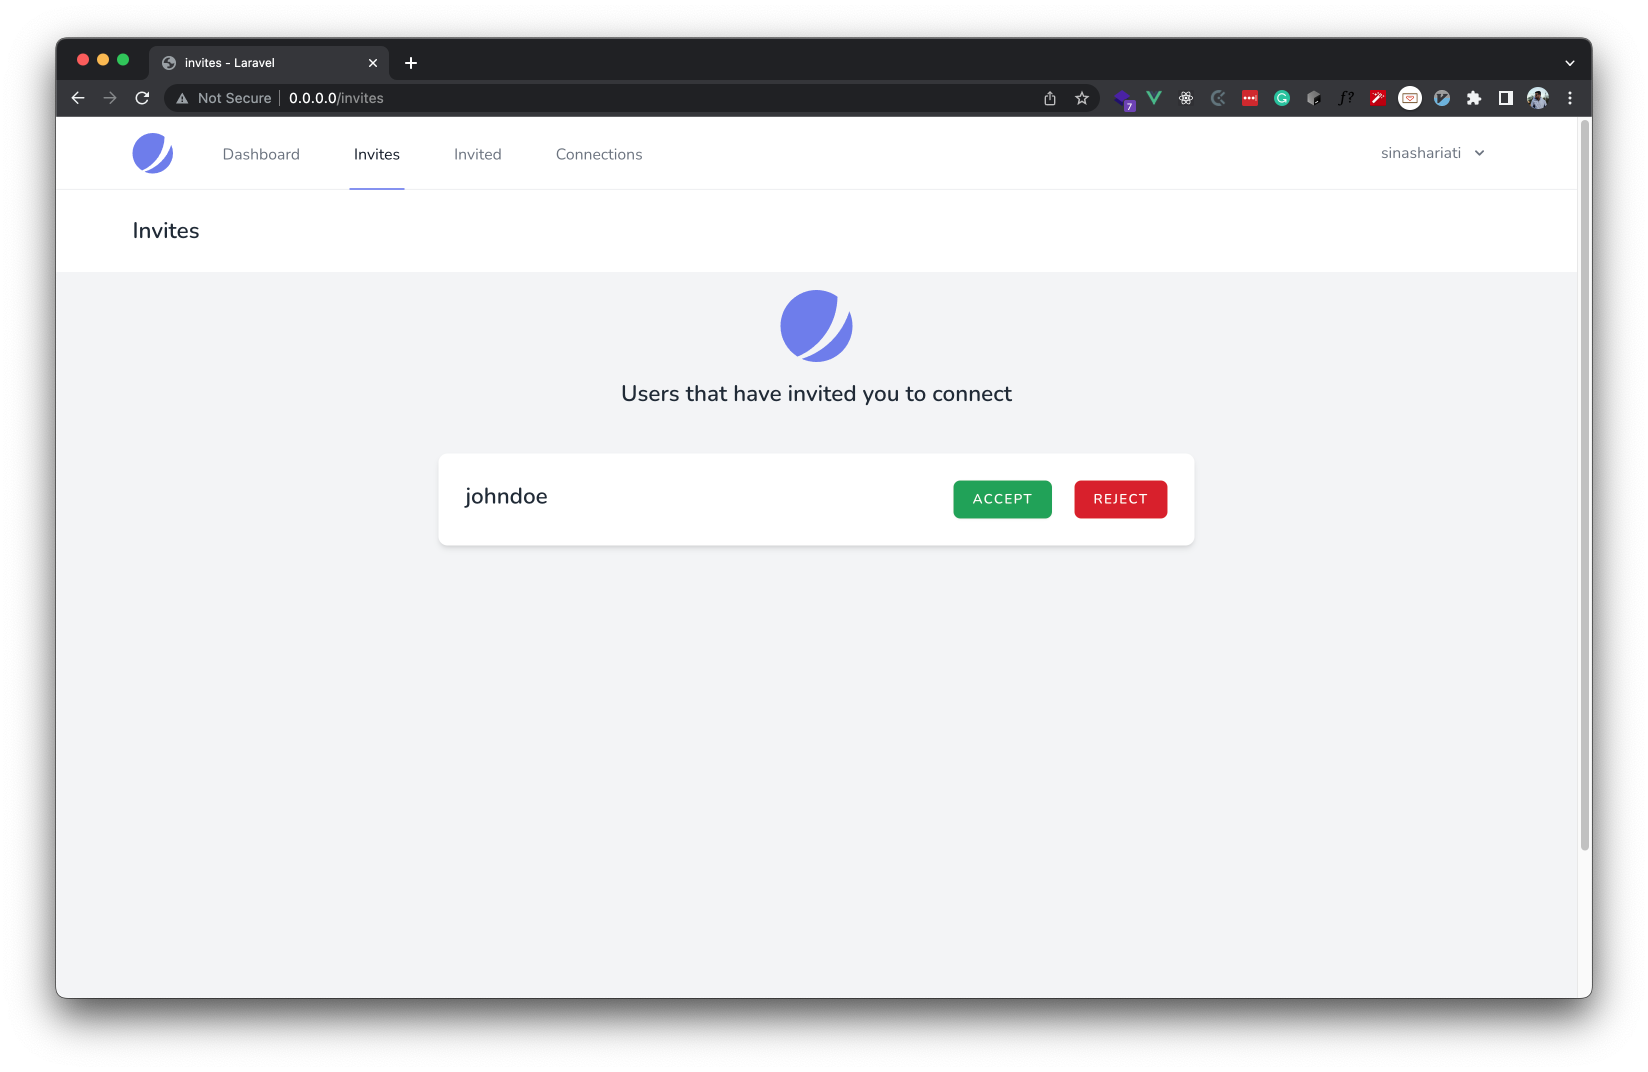 invites - Laravel
Not Secure 0.0.0.0/invites
f?
7
Dashboard Invites Invited Connections sinashariati
Invites
Users that have invited you to connect
johndoe ACCEPT REJECT